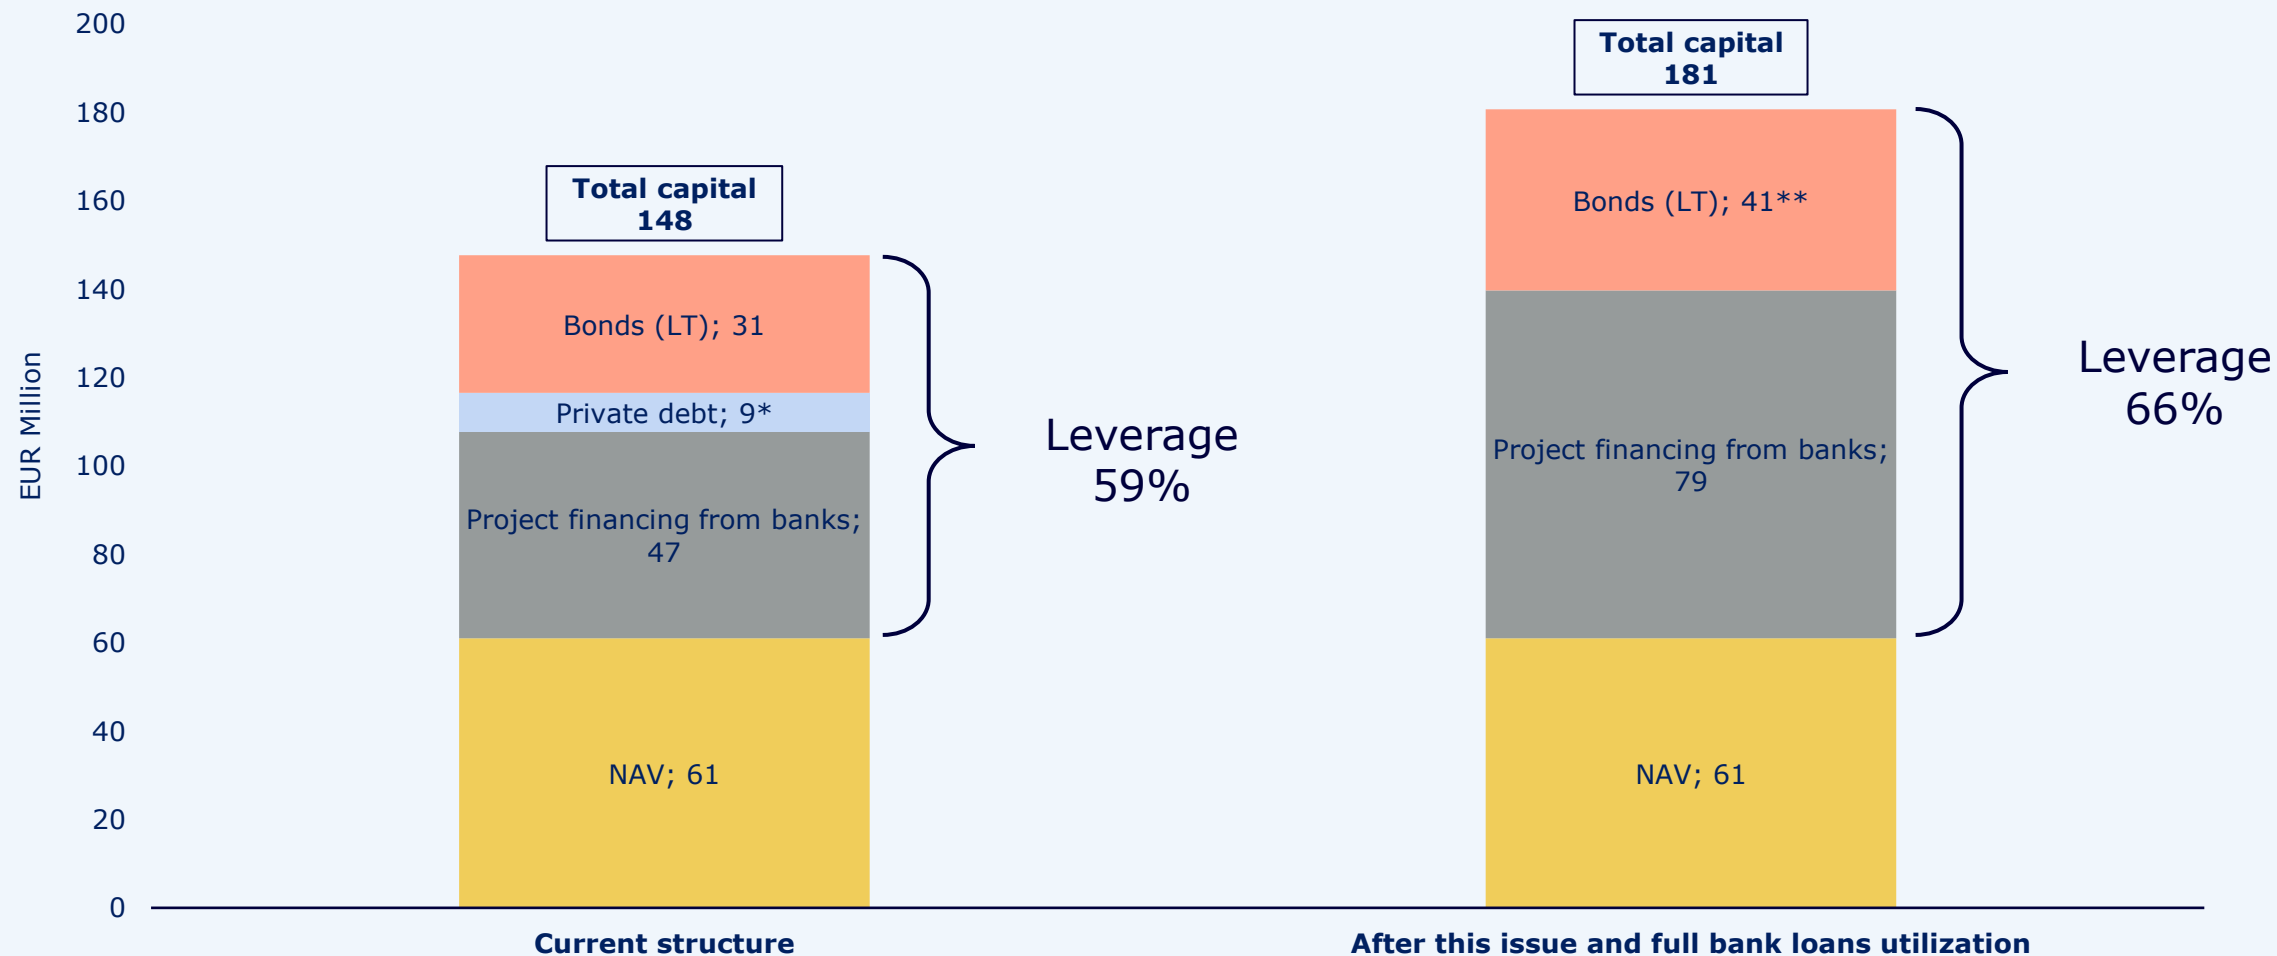 200
180
160
140
120
100
80
60
40
20
0
EUR Million
Total capital
148
Bonds (LT); 31
Private debt; 9*
Project financing from banks;
47
NAV; 61
Leverage
59%
Current structure
Total capital
181
Bonds (LT); 41**
Project financing from banks;
79
NAV; 61
Leverage
66%
After this issue and full bank loans utilization